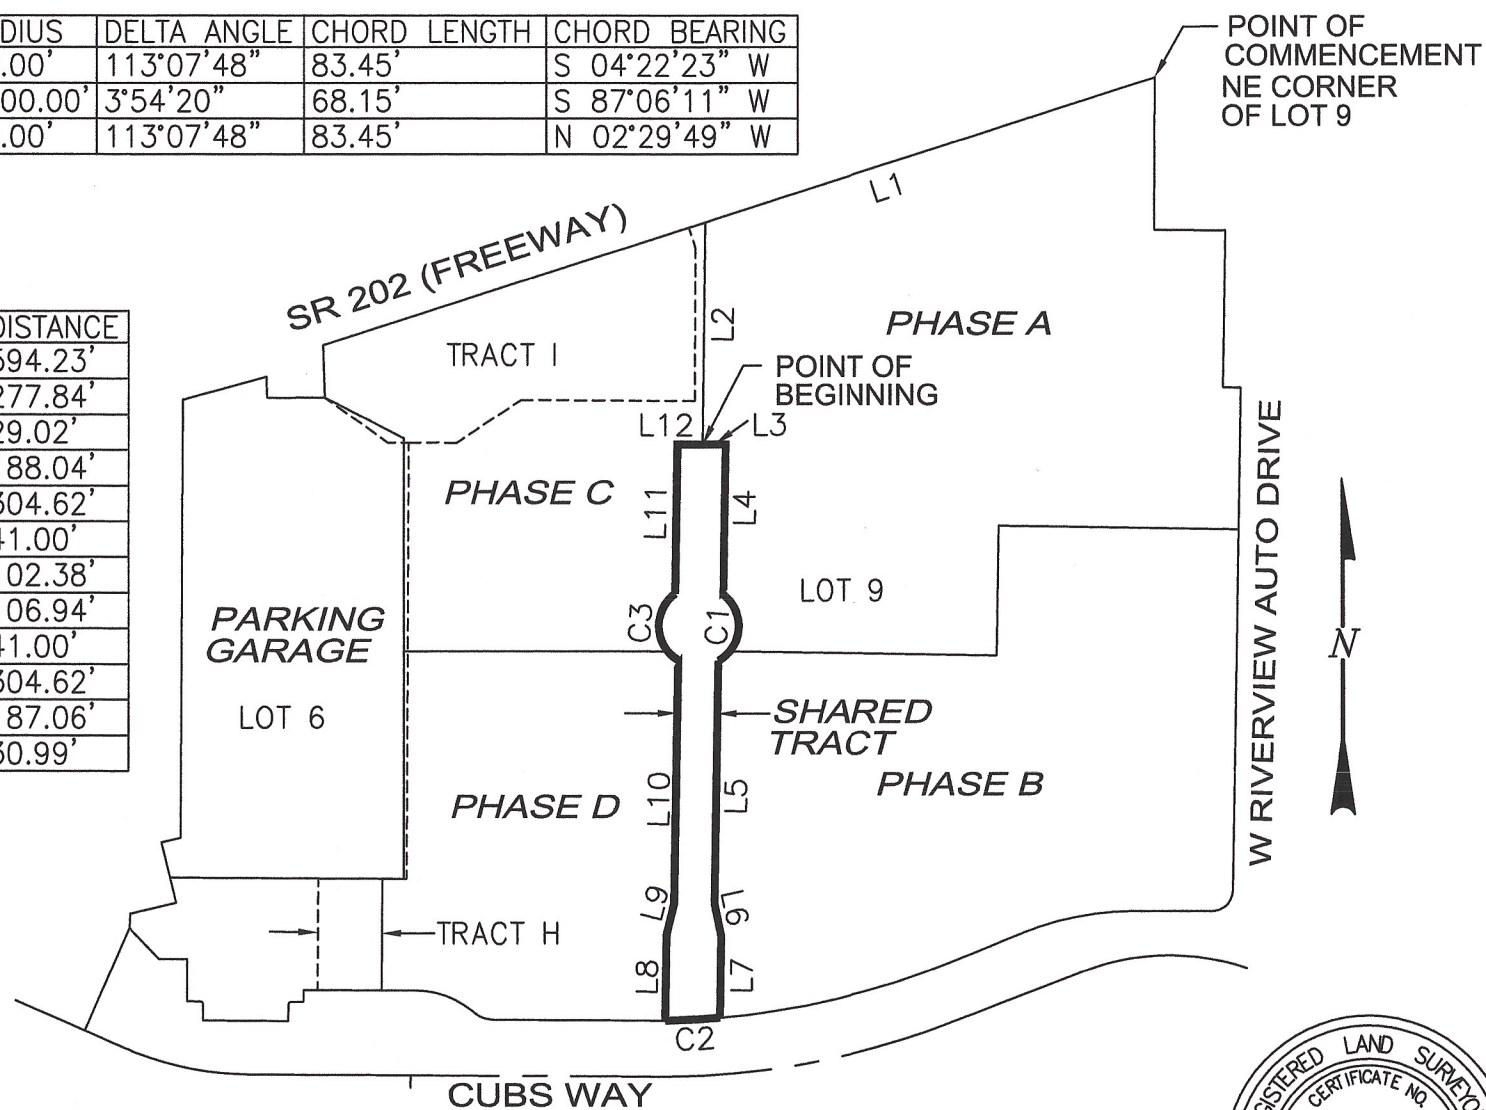 DIUS DELTA ANGLE CHORD LENGTH CHORD BEARING
.00' 113°07'48" 83.45' S 04°22'23" W
00.00' 3°54'20" 68.15' S 87°06'11" W
.00' 113°07'48" 83.45' N 02°29'49" W
POINT OF
COMMENCEMENT
NE CORNER
OF LOT 9
L1
SR 202 (FREEWAY)
DISTANCE
594.23'
277.84'
29.02'
88.04'
304.62'
41.00'
02.38'
06.94'
41.00'
304.62'
87.06'
30.99'
TRACT I
L2
PHASE A
POINT OF
BEGINNING
L12
L3
PHASE C
L11
L4
LOT 9
C3
C1
PARKING
GARAGE
LOT 6
SHARED
TRACT
PHASE D
L10
L5
PHASE B
W RIVERVIEW AUTO DRIVE
N
L9
L6
TRACT H
L8
L7
C2
CUBS WAY
GISTERED LAND SURVEYO
CERTIFICATE NO.